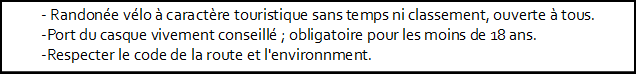 - Randonée vélo à caractère touristique sans temps ni classement, ouverte à tous.
-Port du casque vivement conseillé ; obligatoire pour les moins de 18 ans.
-Respecter le code de la route et l'environnment.